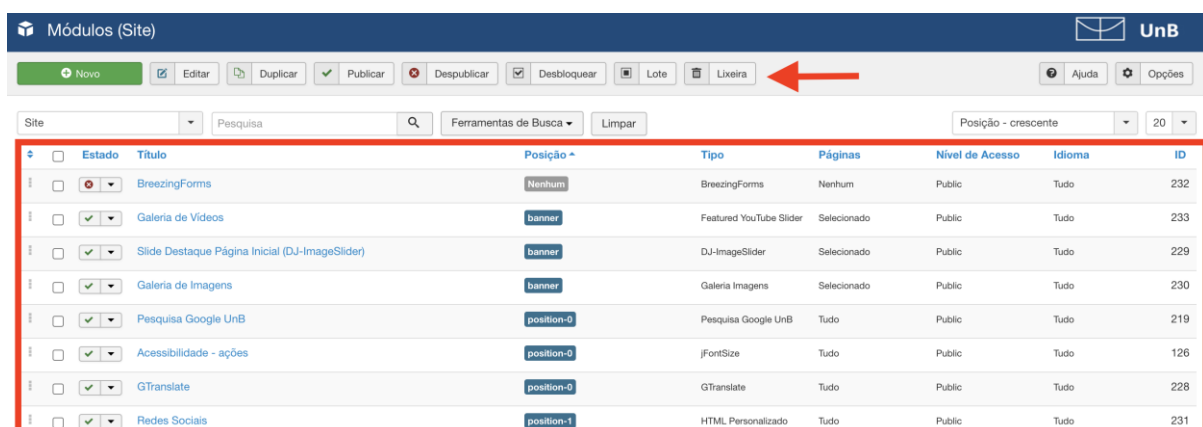 Módulos (Site) UnB
Novo Editar Duplicar Publicar Despublicar Desbloquear Lote Lixeira Ajuda Opções
Site Pesquisa Ferramentas de Busca Limpar Posição - crescente 20
Estado Título Posição Tipo Páginas Nível de Acesso Idioma ID
BreezingForms Nenhum BreezingForms Nenhum Public Tudo 232
Galeria de Vídeos banner Featured YouTube Slider Selecionado Public Tudo 233
Slide Destaque Página Inicial (DJ-ImageSlider) banner DJ-ImageSlider Selecionado Public Tudo 229
Galeria de Imagens banner Galeria Imagens Selecionado Public Tudo 230
Pesquisa Google UnB position-0 Pesquisa Google UnB Tudo Public Tudo 219
Acessibilidade - ações position-0 jFontSize Tudo Public Tudo 126
GTranslate position-0 GTranslate Tudo Public Tudo 228
Redes Sociais position-1 HTML Personalizado Tudo Public Tudo 231